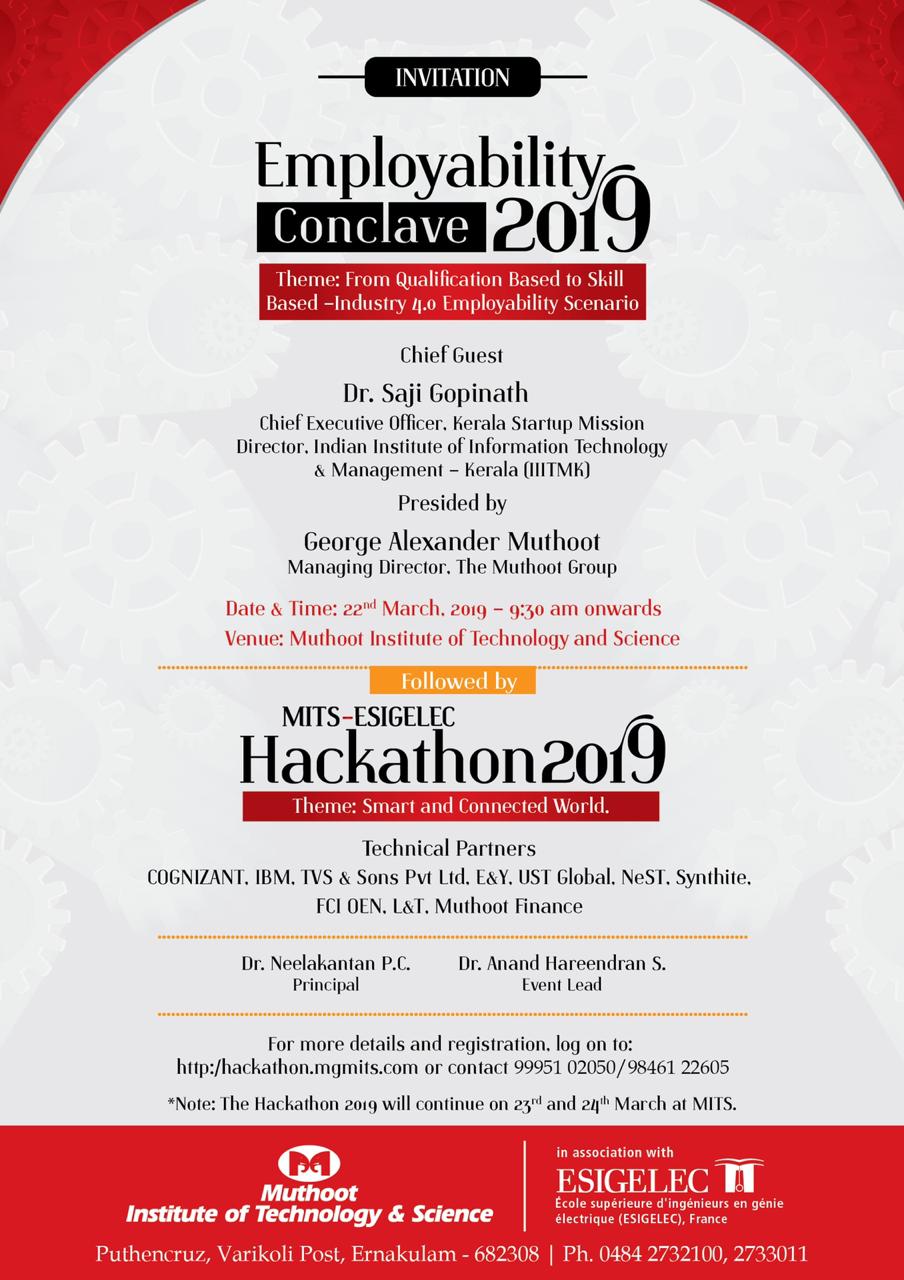 INVITATION
Employability
Conclave 2019
Theme: From Qualification Based to Skill
Based –Industry 4.0 Employability Scenario
Chief Guest
Dr. Saji Gopinath
Chief Executive Officer, Kerala Startup Mission
Director, Indian Institute of Information Technology
& Management – Kerala (IIITMK)
Presided by
George Alexander Muthoot
Managing Director, The Muthoot Group
Date & Time: 22nd March, 2019 – 9:30 am onwards
Venue: Muthoot Institute of Technology and Science
Followed by
MITS-ESIGELEC
Hackathon 2019
Theme: Smart and Connected World.
Technical Partners
COGNIZANT, IBM, TVS & Sons Pvt Ltd, E&Y, UST Global, NeST, Synthite,
FCI OEN, L&T, Muthoot Finance
Dr. Neelakantan P.C. Dr. Anand Hareendran S.
Principal Event Lead
For more details and registration, log on to:
http:/hackathon.mgmits.com or contact 99951 02050/98461 22605
*Note: The Hackathon 2019 will continue on 23rd and 24th March at MITS.
Muthoot
Institute of Technology & Science
in association with
ESIGELEC
École supérieure d'ingénieurs en génie
électrique (ESIGELEC), France
Puthencruz, Varikoli Post, Ernakulam - 682308 | Ph. 0484 2732100, 2733011